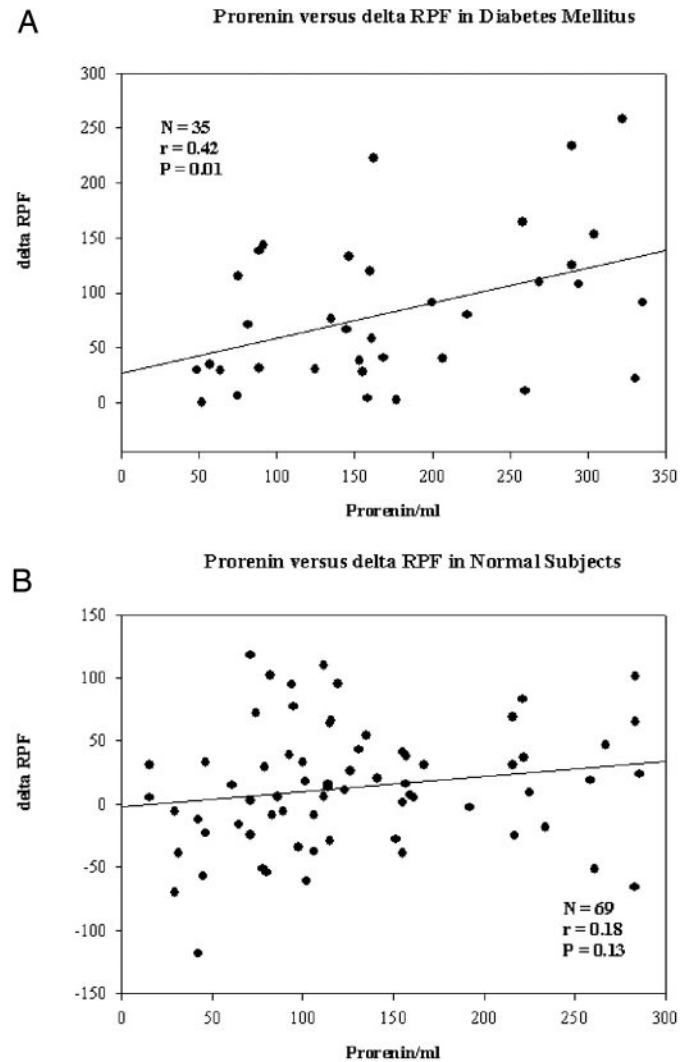 A
Prorenin versus delta RPF in Diabetes Mellitus
300
250
200
150
100
50
0
delta RPF
N = 35
r = 0.42
P = 0.01
0 50 100 150 200 250 300 350
Prorenin/ml
B
Prorenin versus delta RPF in Normal Subjects
150
100
50
0
-50
-100
-150
delta RPF
N = 69
r = 0.18
P = 0.13
0 50 100 150 200 250 300
Prorenin/ml